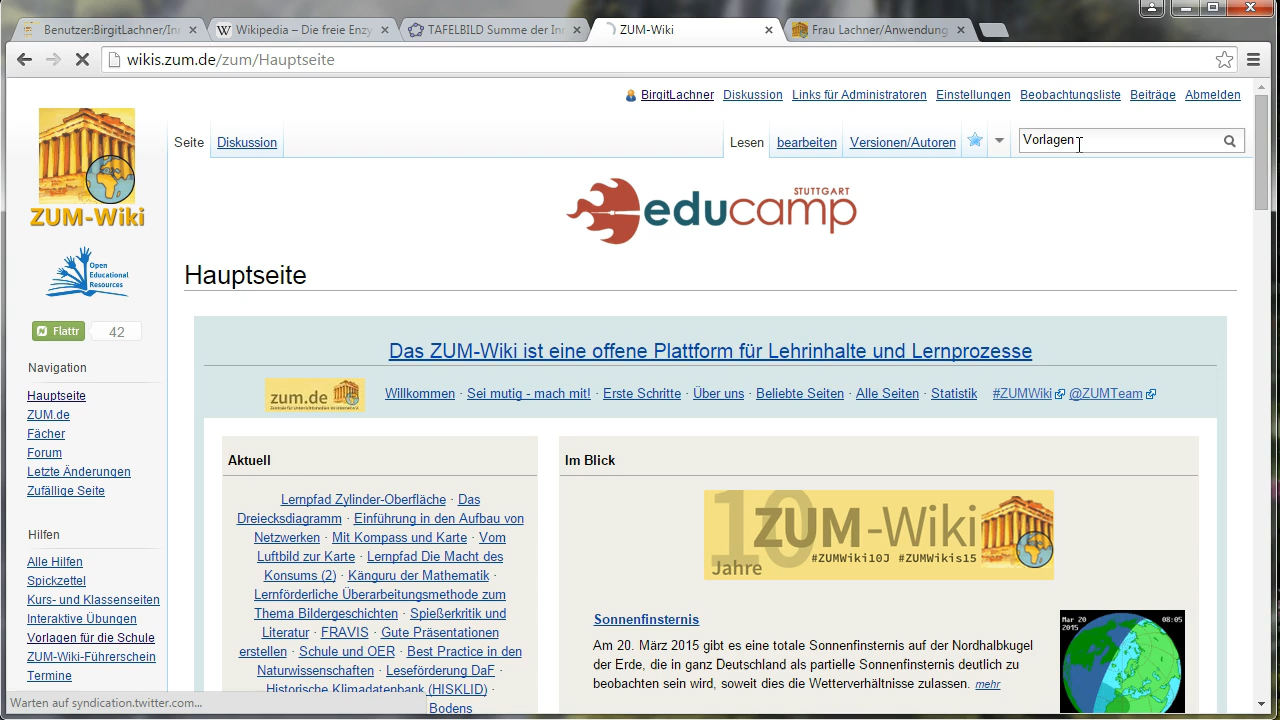 Benutzer:BirgitLachner/Inn
Wikipedia – Die freie Enzy
TAFELBILD Summe der Inn
ZUM-Wiki
Frau Lachner/Anwendung
wikis.zum.de/zum/Hauptseite
BirgitLachner Diskussion Links für Administratoren Einstellungen Beobachtungsliste Beiträge Abmelden
Seite Diskussion Lesen bearbeiten Versionen/Autoren Vorlagen
ZUM-Wiki
Open
Educational
Resources
Flattr 42
Navigation
Hauptseite
ZUM.de
Fächer
Forum
Letzte Änderungen
Zufällige Seite
Hilfen
Alle Hilfen
Spickzettel
Kurs- und Klassenseiten
Interaktive Übungen
Vorlagen für die Schule
ZUM-Wiki-Führerschein
Termine
STUTTGART
educamp
Hauptseite
Das ZUM-Wiki ist eine offene Plattform für Lehrinhalte und Lernprozesse
zum.de
Willkommen · Sei mutig - mach mit! · Erste Schritte · Über uns · Beliebte Seiten · Alle Seiten · Statistik #ZUMWiki @ZUMTeam
Aktuell
Lernpfad Zylinder-Oberfläche · Das
Dreiecksdiagramm · Einführung in den Aufbau von
Netzwerken · Mit Kompass und Karte · Vom
Luftbild zur Karte · Lernpfad Die Macht des
Konsums (2) · Känguru der Mathematik ·
Lernförderliche Überarbeitungsmethode zum
Thema Bildergeschichten · Spießerkritik und
Literatur · FRAVIS · Gute Präsentationen
erstellen · Schule und OER · Best Practice in den
Naturwissenschaften · Leseförderung DaF ·
Historische Klimadatenbank (HISKLID) ·
Bodens
Im Blick
10 ZUM-Wiki
Jahre #ZUMWiki10J #ZUMWikis15
Sonnenfinsternis
Am 20. März 2015 gibt es eine totale Sonnenfinsternis auf der Nordhalbkugel
der Erde, die in ganz Deutschland als partielle Sonnenfinsternis deutlich zu
beobachten sein wird, soweit dies die Wetterverhältnisse zulassen. mehr
Mar 20 08:05
2015
Warten auf syndication.twitter.com...